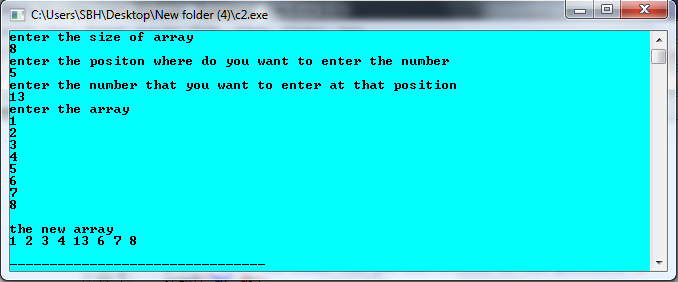 C:\Users\SBH\Desktop\New folder (4)\c2.exe
enter the size of array
8
enter the positon where do you want to enter the number
5
enter the number that you want to enter at that position
13
enter the array
1
2
3
4
5
6
7
8
the new array
1 2 3 4 13 6 7 8
--------------------------------